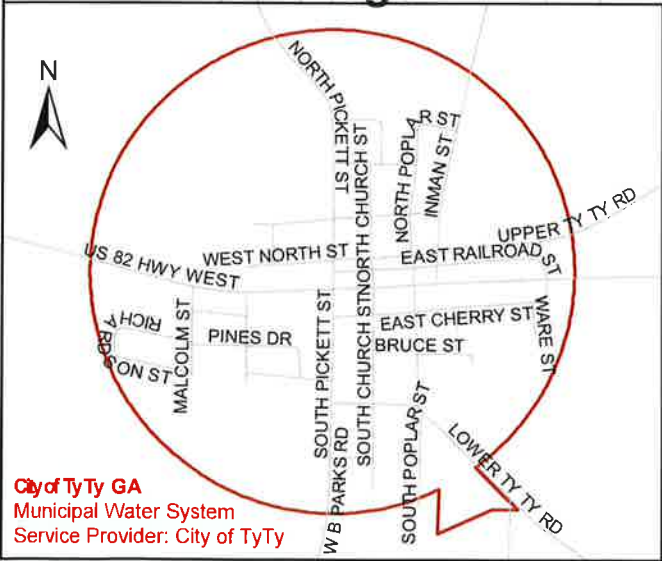 N
NORTH PICKETT ST
NORTH POPLAR ST
INMAN ST
NORTH CHURCH ST
UPPER TY TY RD
WEST NORTH ST
EAST RAILROAD ST
US 82 HWY WEST
RICHARDSON ST
MALCOLM ST
PINES DR
SOUTH PICKETT ST
SOUTH CHURCH ST
EAST CHERRY ST
BRUCE ST
WARE ST
SOUTH POPLAR ST
LOWER TY TY RD
W B PARKS RD
City of TyTy GA
Municipal Water System
Service Provider: City of TyTy